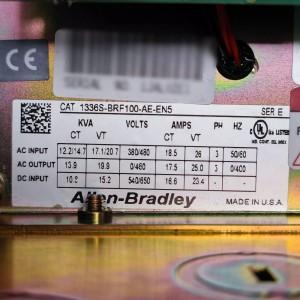 CAT 1336S-BRF100-AE-EN5 SER E
KVA VOLTS AMPS PH HZ
CT VT CT VT
AC INPUT 12.2/14.7 17.1/20.7 380/480 18.5 26 3 50/60
AC OUTPUT 13.9 19.9 0/460 17.5 25.0 3 0/400
DC INPUT 10.2 15.2 540/650 16.6 23.4 -
Allen-Bradley MADE IN U.S.A.